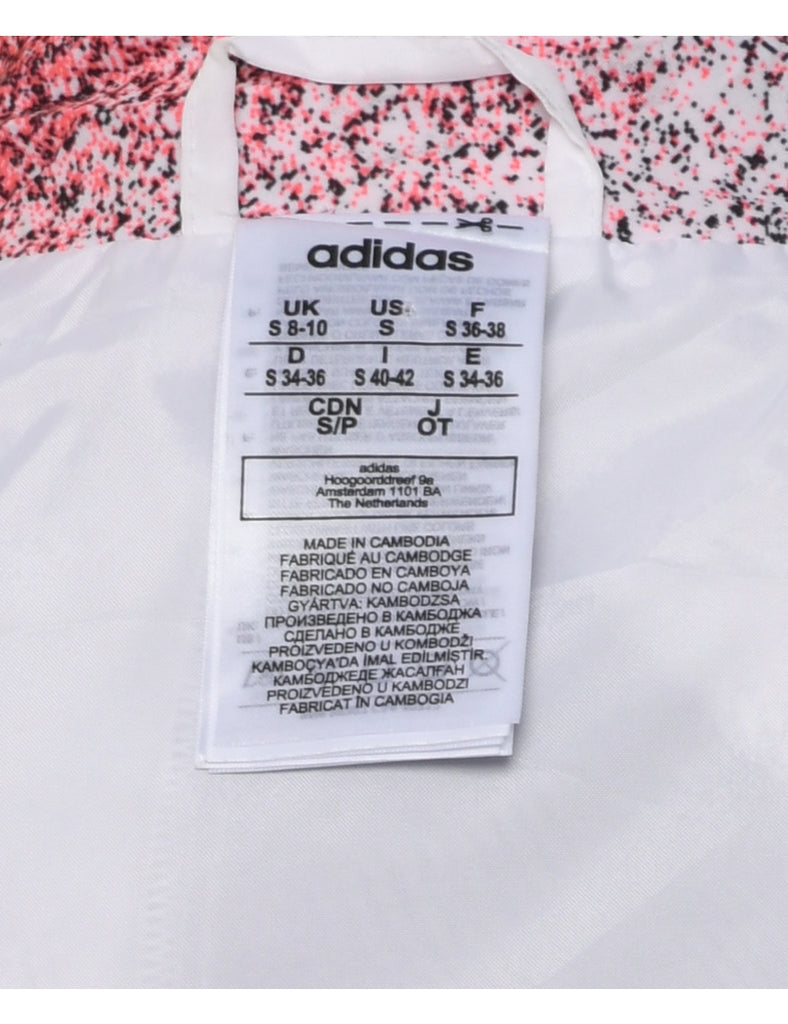 adidas
UK US F
S 8-10 S S 36-38
D I E
S 34-36 S 40-42 S 34-36
CDN J
S/P OT
adidas
Hoogoorddreef 9a
Amsterdam 1101 BA
The Netherlands
MADE IN CAMBODIA
FABRIQUÉ AU CAMBODGE
FABRICADO EN CAMBOYA
FABRICADO NO CAMBOJA
GYÁRTVA: KAMBODZSA
ПРОИЗВЕДЕНО В КАМБОДЖА
СДЕЛАНО В КАМБОДЖЕ
PROIZVEDENO U KOMBODŽI
KAMBOÇYA'DA İMAL EDİLMİŞTİR
КАМБОДЖЕДЕ ЖАСАЛҒАН
PROIZVEDENO U KAMBODZI
FABRICAT ÎN CAMBOGIA